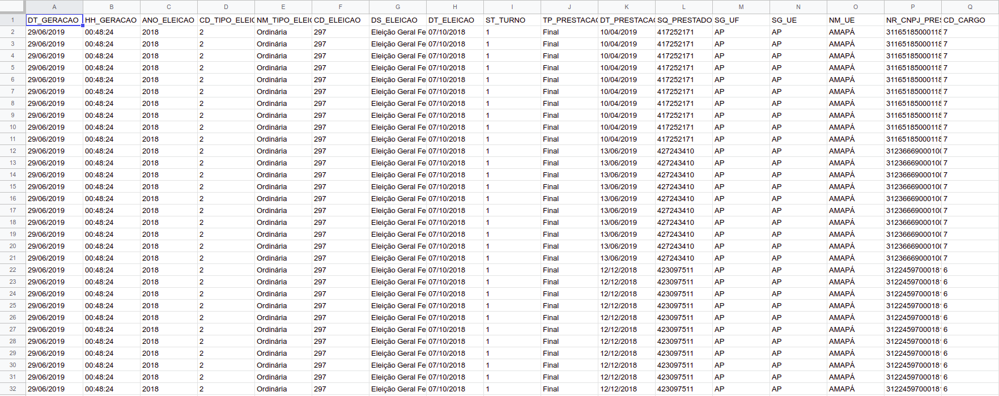 A B C D E F G H I J K L M N O P Q
1 DT_GERACAO HH_GERACAO ANO_ELEICAO CD_TIPO_ELEIC NM_TIPO_ELEI CD_ELEICAO DS_ELEICAO DT_ELEICAO ST_TURNO TP_PRESTACAO DT_PRESTACAO SQ_PRESTADO SG_UF SG_UE NM_UE NR_CNPJ_PRES CD_CARGO
2 29/06/2019 00:48:24 2018 2 Ordinária 297 Eleição Geral Fe 07/10/2018 1 Final 10/04/2019 417252171 AP AP AMAPÁ 3116518500011 7
3 29/06/2019 00:48:24 2018 2 Ordinária 297 Eleição Geral Fe 07/10/2018 1 Final 10/04/2019 417252171 AP AP AMAPÁ 3116518500011 7
4 29/06/2019 00:48:24 2018 2 Ordinária 297 Eleição Geral Fe 07/10/2018 1 Final 10/04/2019 417252171 AP AP AMAPÁ 3116518500011 7
5 29/06/2019 00:48:24 2018 2 Ordinária 297 Eleição Geral Fe 07/10/2018 1 Final 10/04/2019 417252171 AP AP AMAPÁ 3116518500011 7
6 29/06/2019 00:48:24 2018 2 Ordinária 297 Eleição Geral Fe 07/10/2018 1 Final 10/04/2019 417252171 AP AP AMAPÁ 3116518500011 7
7 29/06/2019 00:48:24 2018 2 Ordinária 297 Eleição Geral Fe 07/10/2018 1 Final 10/04/2019 417252171 AP AP AMAPÁ 3116518500011 7
8 29/06/2019 00:48:24 2018 2 Ordinária 297 Eleição Geral Fe 07/10/2018 1 Final 10/04/2019 417252171 AP AP AMAPÁ 3116518500011 7
9 29/06/2019 00:48:24 2018 2 Ordinária 297 Eleição Geral Fe 07/10/2018 1 Final 10/04/2019 417252171 AP AP AMAPÁ 3116518500011 7
10 29/06/2019 00:48:24 2018 2 Ordinária 297 Eleição Geral Fe 07/10/2018 1 Final 10/04/2019 417252171 AP AP AMAPÁ 3116518500011 7
11 29/06/2019 00:48:24 2018 2 Ordinária 297 Eleição Geral Fe 07/10/2018 1 Final 10/04/2019 417252171 AP AP AMAPÁ 3116518500011 7
12 29/06/2019 00:48:24 2018 2 Ordinária 297 Eleição Geral Fe 07/10/2018 1 Final 13/06/2019 427243410 AP AP AMAPÁ 3123666900010 7
13 29/06/2019 00:48:24 2018 2 Ordinária 297 Eleição Geral Fe 07/10/2018 1 Final 13/06/2019 427243410 AP AP AMAPÁ 3123666900010 7
14 29/06/2019 00:48:24 2018 2 Ordinária 297 Eleição Geral Fe 07/10/2018 1 Final 13/06/2019 427243410 AP AP AMAPÁ 3123666900010 7
15 29/06/2019 00:48:24 2018 2 Ordinária 297 Eleição Geral Fe 07/10/2018 1 Final 13/06/2019 427243410 AP AP AMAPÁ 3123666900010 7
16 29/06/2019 00:48:24 2018 2 Ordinária 297 Eleição Geral Fe 07/10/2018 1 Final 13/06/2019 427243410 AP AP AMAPÁ 3123666900010 7
17 29/06/2019 00:48:24 2018 2 Ordinária 297 Eleição Geral Fe 07/10/2018 1 Final 13/06/2019 427243410 AP AP AMAPÁ 3123666900010 7
18 29/06/2019 00:48:24 2018 2 Ordinária 297 Eleição Geral Fe 07/10/2018 1 Final 13/06/2019 427243410 AP AP AMAPÁ 3123666900010 7
19 29/06/2019 00:48:24 2018 2 Ordinária 297 Eleição Geral Fe 07/10/2018 1 Final 13/06/2019 427243410 AP AP AMAPÁ 3123666900010 7
20 29/06/2019 00:48:24 2018 2 Ordinária 297 Eleição Geral Fe 07/10/2018 1 Final 13/06/2019 427243410 AP AP AMAPÁ 3123666900010 7
21 29/06/2019 00:48:24 2018 2 Ordinária 297 Eleição Geral Fe 07/10/2018 1 Final 13/06/2019 427243410 AP AP AMAPÁ 3123666900010 7
22 29/06/2019 00:48:24 2018 2 Ordinária 297 Eleição Geral Fe 07/10/2018 1 Final 12/12/2018 423097511 AP AP AMAPÁ 3122459700018 6
23 29/06/2019 00:48:24 2018 2 Ordinária 297 Eleição Geral Fe 07/10/2018 1 Final 12/12/2018 423097511 AP AP AMAPÁ 3122459700018 6
24 29/06/2019 00:48:24 2018 2 Ordinária 297 Eleição Geral Fe 07/10/2018 1 Final 12/12/2018 423097511 AP AP AMAPÁ 3122459700018 6
25 29/06/2019 00:48:24 2018 2 Ordinária 297 Eleição Geral Fe 07/10/2018 1 Final 12/12/2018 423097511 AP AP AMAPÁ 3122459700018 6
26 29/06/2019 00:48:24 2018 2 Ordinária 297 Eleição Geral Fe 07/10/2018 1 Final 12/12/2018 423097511 AP AP AMAPÁ 3122459700018 6
27 29/06/2019 00:48:24 2018 2 Ordinária 297 Eleição Geral Fe 07/10/2018 1 Final 12/12/2018 423097511 AP AP AMAPÁ 3122459700018 6
28 29/06/2019 00:48:24 2018 2 Ordinária 297 Eleição Geral Fe 07/10/2018 1 Final 12/12/2018 423097511 AP AP AMAPÁ 3122459700018 6
29 29/06/2019 00:48:24 2018 2 Ordinária 297 Eleição Geral Fe 07/10/2018 1 Final 12/12/2018 423097511 AP AP AMAPÁ 3122459700018 6
30 29/06/2019 00:48:24 2018 2 Ordinária 297 Eleição Geral Fe 07/10/2018 1 Final 12/12/2018 423097511 AP AP AMAPÁ 3122459700018 6
31 29/06/2019 00:48:24 2018 2 Ordinária 297 Eleição Geral Fe 07/10/2018 1 Final 12/12/2018 423097511 AP AP AMAPÁ 3122459700018 6
32 29/06/2019 00:48:24 2018 2 Ordinária 297 Eleição Geral Fe 07/10/2018 1 Final 12/12/2018 423097511 AP AP AMAPÁ 3122459700018 6